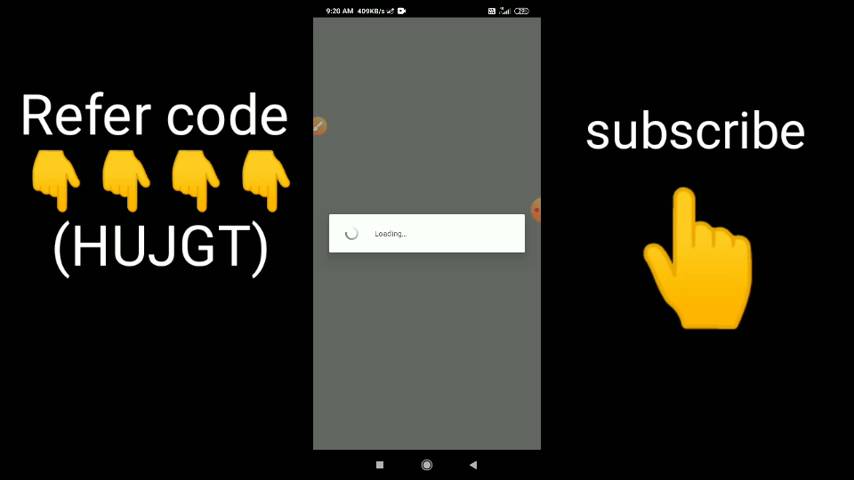 9:20 AM 409KB/s
Refer code
(HUJGT)
Loading...
subscribe